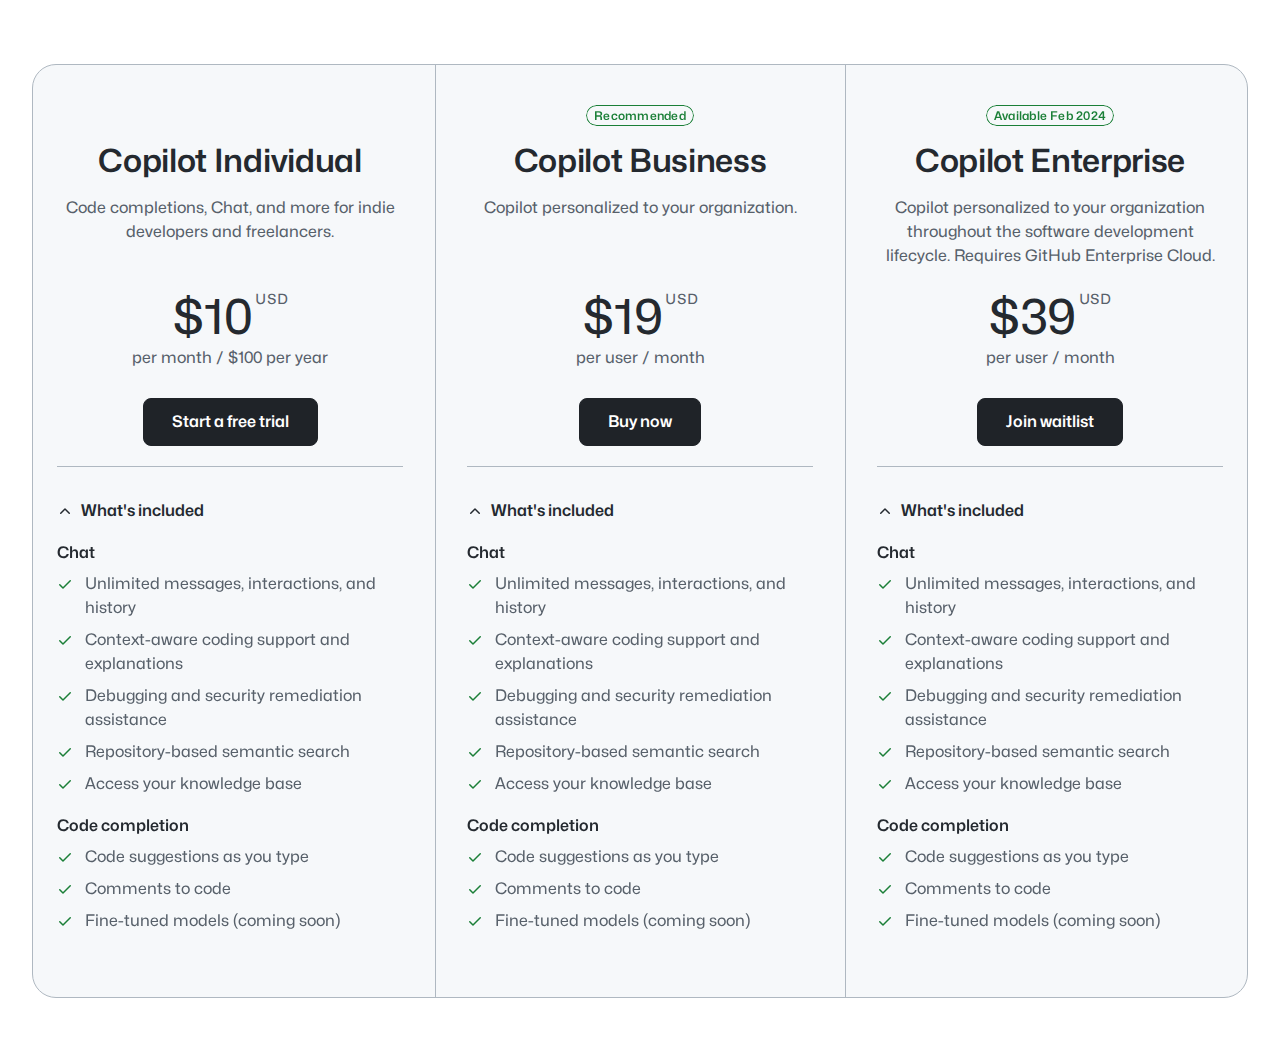 Copilot Individual
Code completions, Chat, and more for indie
developers and freelancers.
$10 USD
per month / $100 per year
Start a free trial
What's included
Chat
Unlimited messages, interactions, and
history
Context-aware coding support and
explanations
Debugging and security remediation
assistance
Repository-based semantic search
Access your knowledge base
Code completion
Code suggestions as you type
Comments to code
Fine-tuned models (coming soon)
Recommended
Copilot Business
Copilot personalized to your organization.
$19 USD
per user / month
Buy now
What's included
Chat
Unlimited messages, interactions, and
history
Context-aware coding support and
explanations
Debugging and security remediation
assistance
Repository-based semantic search
Access your knowledge base
Code completion
Code suggestions as you type
Comments to code
Fine-tuned models (coming soon)
Available Feb 2024
Copilot Enterprise
Copilot personalized to your organization
throughout the software development
lifecycle. Requires GitHub Enterprise Cloud.
$39 USD
per user / month
Join waitlist
What's included
Chat
Unlimited messages, interactions, and
history
Context-aware coding support and
explanations
Debugging and security remediation
assistance
Repository-based semantic search
Access your knowledge base
Code completion
Code suggestions as you type
Comments to code
Fine-tuned models (coming soon)